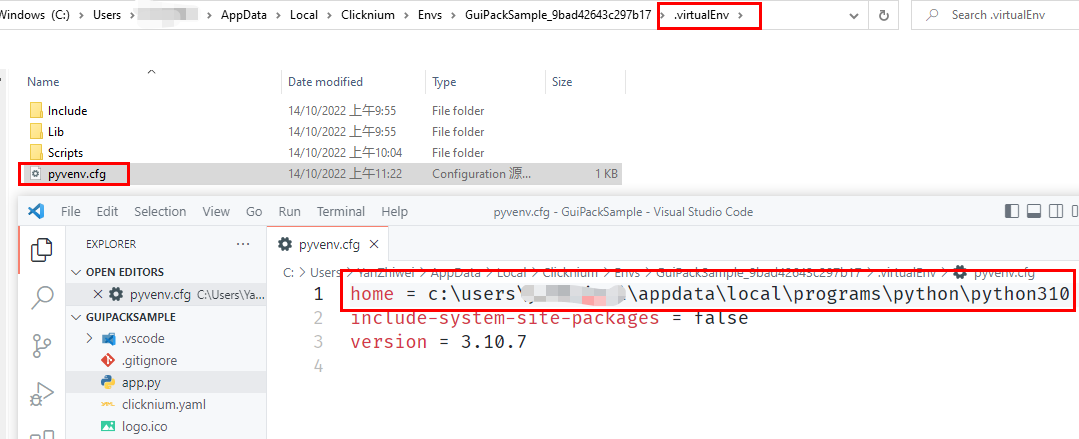 Windows (C:) › Users › › AppData › Local › Clicknium › Envs › GuiPackSample_9bad42643c297b17 › .virtualEnv ›
Search .virtualEnv
Name Date modified Type Size
Include 14/10/2022 上午9:55 File folder
Lib 14/10/2022 上午9:55 File folder
Scripts 14/10/2022 上午10:04 File folder
pyvenv.cfg 14/10/2022 上午11:22 Configuration 源... 1 KB
File Edit Selection View Go Run Terminal Help pyvenv.cfg - GuiPackSample - Visual Studio Code
EXPLORER ···
pyvenv.cfg ×
OPEN EDITORS
× pyvenv.cfg C:\Users\Ya...
GUIPACKSAMPLE
.vscode
.gitignore
app.py
clicknium.yaml
logo.ico
C: › Users › YanZhiwei › AppData › Local › Clicknium › Envs › GuiPackSample_9bad42643c297b17 › .virtualEnv › pyvenv.cfg
1 home = c:\users\ \appdata\local\programs\python\python310
2 include-system-site-packages = false
3 version = 3.10.7
4